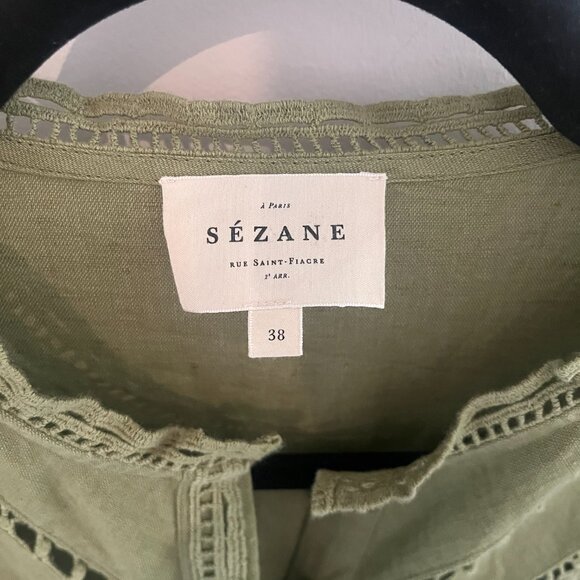 À Paris
SÉZANE
rue Saint-Fiacre
2ᵉ arr.
38